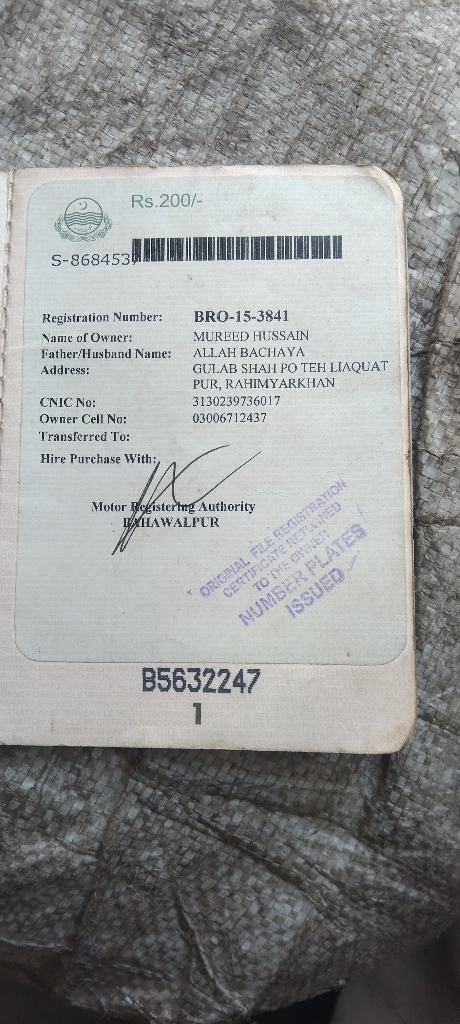 Rs.200/-
S-868453
Registration Number: BRO-15-3841
Name of Owner: MUREED HUSSAIN
Father/Husband Name: ALLAH BACHAYA
Address: GULAB SHAH PO TEH LIAQUAT
PUR, RAHIMYARKHAN
CNIC No: 3130239736017
Owner Cell No: 03006712437
Transferred To:
Hire Purchase With:
Motor Registering Authority
BAHAWALPUR
ORIGINAL FILE REGISTRATION
CERTIFICATE RETURNED
TO THE OWNER
NUMBER PLATES
ISSUED
B5632247
1